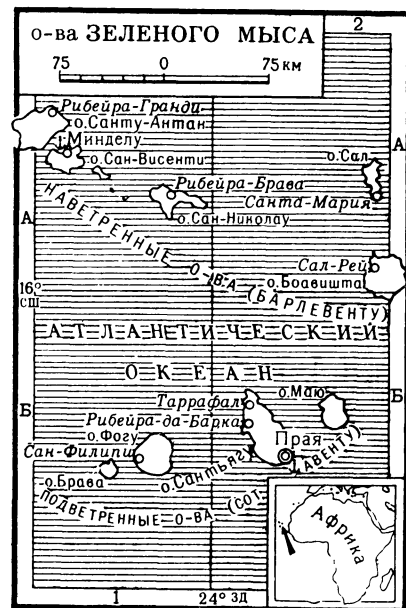 о-ва ЗЕЛЕНОГО МЫСА
2
75 0 75 км
Рибейра-Гранди
о.Санту-Антан
Минделу
о.Сан-Висенти
о.Сал
Рибейра-Брава
Санта-Мария
о.Сан-Николау
А
А
НАВЕТРЕННЫЕ О-ВА (БАРЛЕВЕНТУ)
Сал-Рей
о.Боавишта
16° сш
АТЛАНТИЧЕСКИЙ
ОКЕАН
о.Маю
Б
Б
Таррафал
Рибейра-да-Барка
о.Фогу
Прая
Сан-Филипи
о.Сантьягу
о.Брава
ПОДВЕТРЕННЫЕ О-ВА (СОТАВЕНТУ)
Африка
1
24° зд